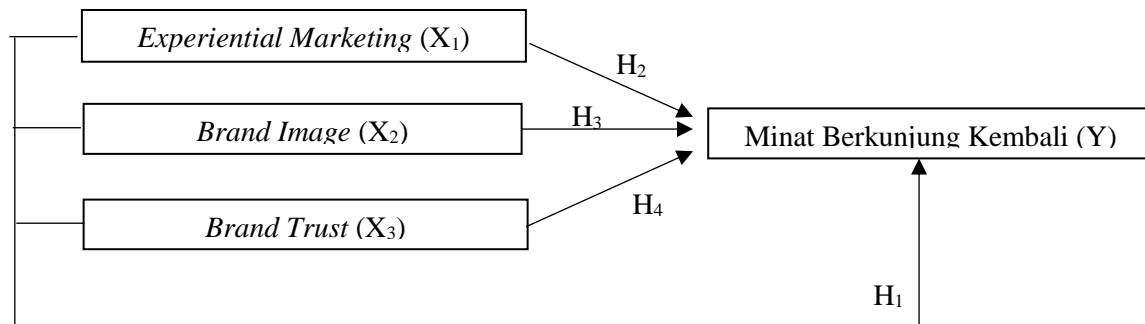 Experiential Marketing (X₁)
H₂
Brand Image (X₂)
H₃
Minat Berkunjung Kembali (Y)
Brand Trust (X₃)
H₄
H₁